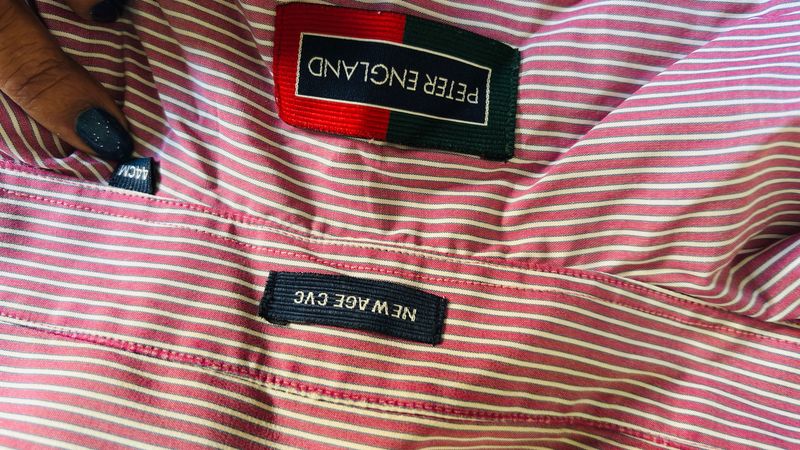 PETER ENGLAND
44CM
NEW AGE CVC